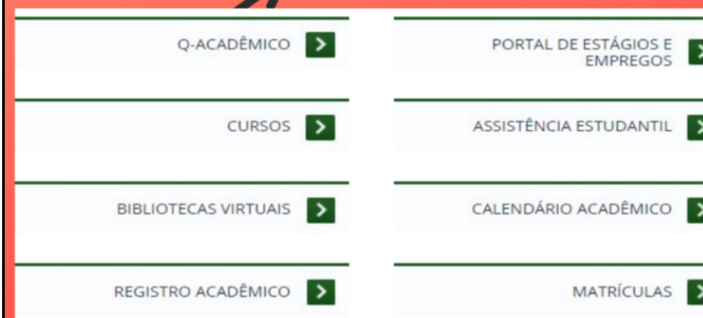 Q-ACADÊMICO
PORTAL DE ESTÁGIOS E
EMPREGOS
CURSOS
ASSISTÊNCIA ESTUDANTIL
BIBLIOTECAS VIRTUAIS
CALENDÁRIO ACADÊMICO
REGISTRO ACADÊMICO
MATRÍCULAS